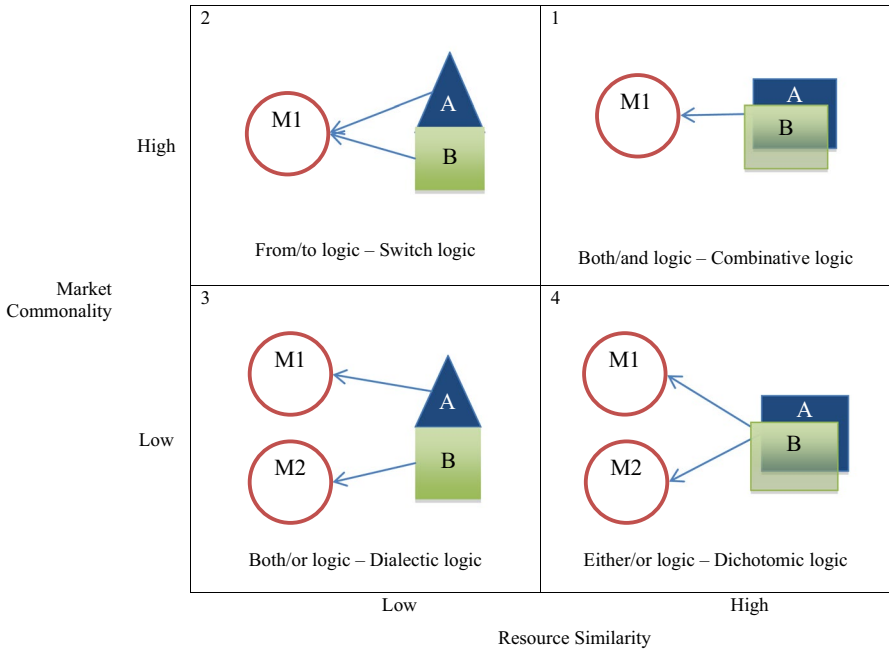 2
1
M1
A
B
M1
A
B
High
From/to logic – Switch logic
Both/and logic – Combinative logic
Market
Commonality
3
4
M1
A
M2
B
M1
A
M2
B
Low
Both/or logic – Dialectic logic
Either/or logic – Dichotomic logic
Low
High
Resource Similarity